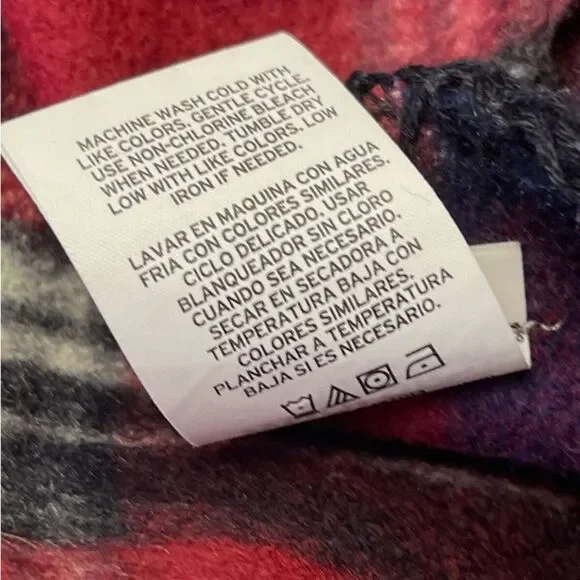 MACHINE WASH COLD WITH
LIKE COLORS, GENTLE CYCLE.
USE NON-CHLORINE BLEACH
WHEN NEEDED. TUMBLE DRY
LOW WITH LIKE COLORS. LOW
IRON IF NEEDED.
LAVAR EN MAQUINA CON AGUA
FRIA CON COLORES SIMILARES.
CICLO DELICADO. USAR
BLANQUEADOR SIN CLORO
CUANDO SEA NECESARIO.
SECAR EN SECADORA A
TEMPERATURA BAJA CON
COLORES SIMILARES.
PLANCHAR A TEMPERATURA
BAJA SI ES NECESARIO.